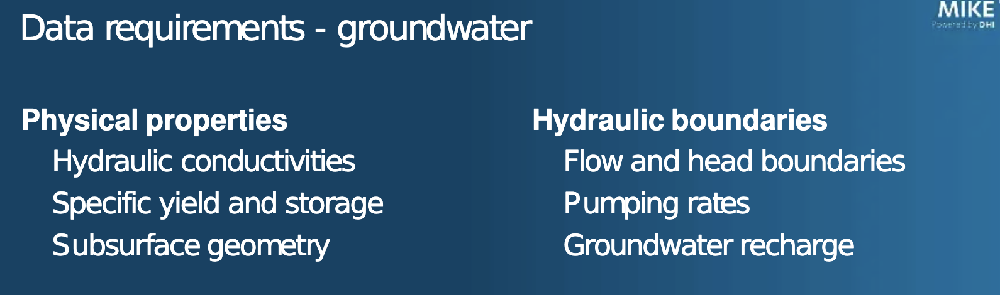 Data requirements - groundwater
MIKE
Powered by DHI
Physical properties
Hydraulic conductivities
Specific yield and storage
Subsurface geometry
Hydraulic boundaries
Flow and head boundaries
Pumping rates
Groundwater recharge